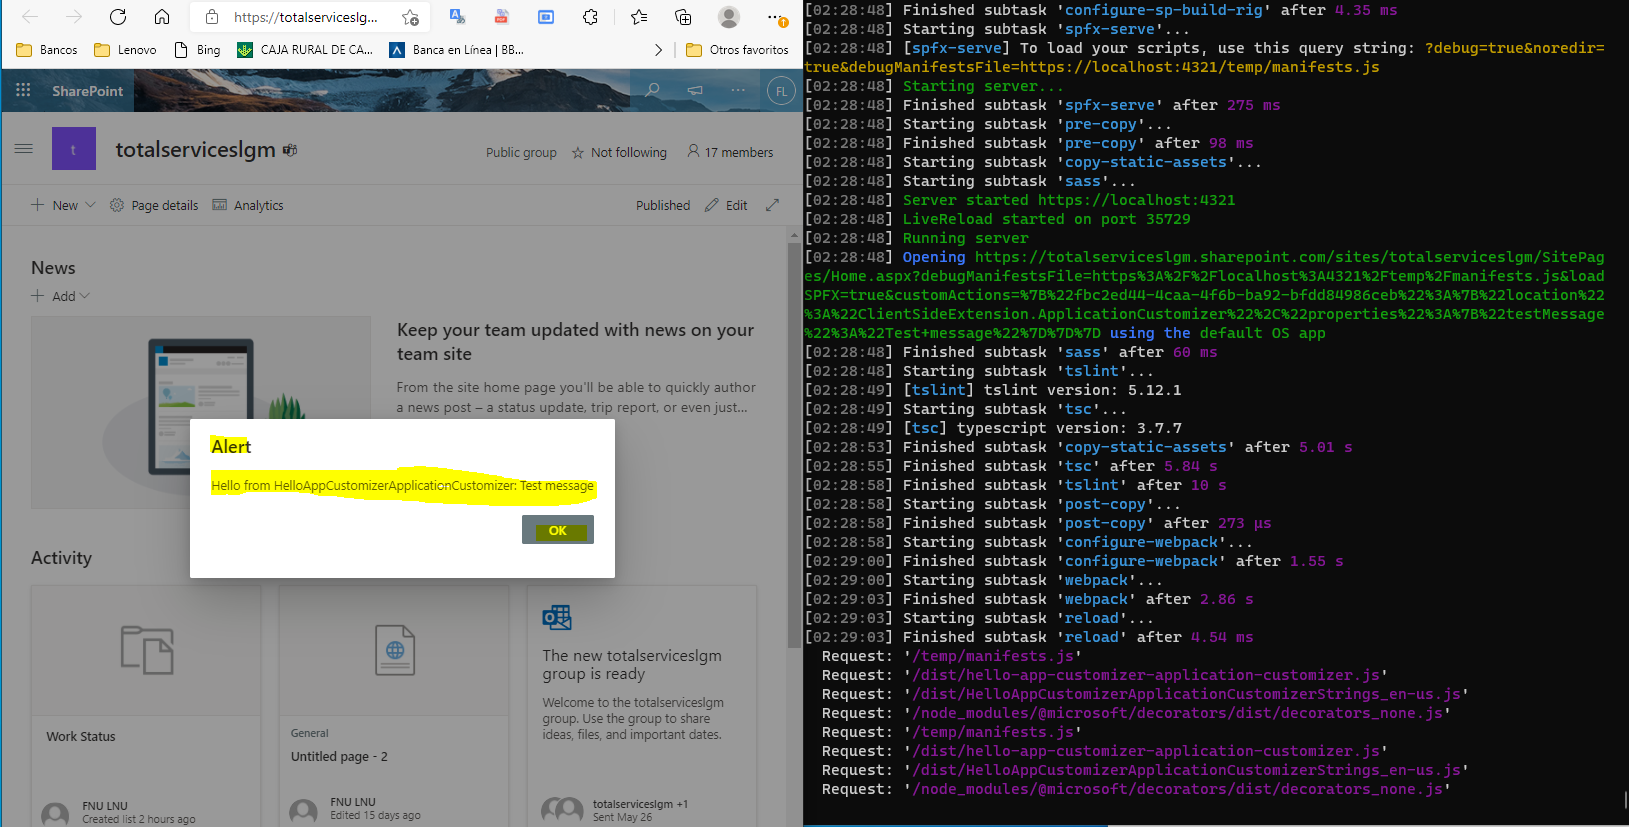 https://totalserviceslg...
Bancos
Lenovo
Bing
CAJA RURAL DE CA...
Banca en Línea | BB...
Otros favoritos
SharePoint
FL
t
totalserviceslgm
Public group
Not following
17 members
New
Page details
Analytics
Published
Edit
News
Add
Keep your team updated with news on your
team site
From the site home page you'll be able to quickly author
a news post – a status update, trip report, or even just...
Alert
Hello from HelloAppCustomizerApplicationCustomizer: Test message
OK
Activity
Work Status
FNU LNU
Created list 2 hours ago
General
Untitled page - 2
FNU LNU
Edited 15 days ago
The new totalserviceslgm
group is ready
Welcome to the totalserviceslgm
group. Use the group to share
ideas, files, and important dates.
totalserviceslgm +1
Sent May 26
[02:28:48] Finished subtask 'configure-sp-build-rig' after 4.35 ms
[02:28:48] Starting subtask 'spfx-serve'...
[02:28:48] [spfx-serve] To load your scripts, use this query string: ?debug=true&noredir=
true&debugManifestsFile=https://localhost:4321/temp/manifests.js
[02:28:48] Starting server...
[02:28:48] Finished subtask 'spfx-serve' after 275 ms
[02:28:48] Starting subtask 'pre-copy'...
[02:28:48] Finished subtask 'pre-copy' after 98 ms
[02:28:48] Starting subtask 'copy-static-assets'...
[02:28:48] Starting subtask 'sass'...
[02:28:48] Server started https://localhost:4321
[02:28:48] LiveReload started on port 35729
[02:28:48] Running server
[02:28:48] Opening https://totalserviceslgm.sharepoint.com/sites/totalserviceslgm/SitePag
es/Home.aspx?debugManifestsFile=https%3A%2F%2Flocalhost%3A4321%2Ftemp%2Fmanifests.js&load
SPFX=true&customActions=%7B%22fbc2ed44-4caa-4f6b-ba92-bfdd84986ceb%22%3A%7B%22location%22
%3A%22ClientSideExtension.ApplicationCustomizer%22%2C%22properties%22%3A%7B%22testMessage
%22%3A%22Test+message%22%7D%7D%7D using the default OS app
[02:28:48] Finished subtask 'sass' after 60 ms
[02:28:48] Starting subtask 'tslint'...
[02:28:49] [tslint] tslint version: 5.12.1
[02:28:49] Starting subtask 'tsc'...
[02:28:49] [tsc] typescript version: 3.7.7
[02:28:53] Finished subtask 'copy-static-assets' after 5.01 s
[02:28:55] Finished subtask 'tsc' after 5.84 s
[02:28:58] Finished subtask 'tslint' after 10 s
[02:28:58] Starting subtask 'post-copy'...
[02:28:58] Finished subtask 'post-copy' after 273 μs
[02:28:58] Starting subtask 'configure-webpack'...
[02:29:00] Finished subtask 'configure-webpack' after 1.55 s
[02:29:00] Starting subtask 'webpack'...
[02:29:03] Finished subtask 'webpack' after 2.86 s
[02:29:03] Starting subtask 'reload'...
[02:29:03] Finished subtask 'reload' after 4.54 ms
Request: '/temp/manifests.js'
Request: '/dist/hello-app-customizer-application-customizer.js'
Request: '/dist/HelloAppCustomizerApplicationCustomizerStrings_en-us.js'
Request: '/node_modules/@microsoft/decorators/dist/decorators_none.js'
Request: '/temp/manifests.js'
Request: '/dist/hello-app-customizer-application-customizer.js'
Request: '/dist/HelloAppCustomizerApplicationCustomizerStrings_en-us.js'
Request: '/node_modules/@microsoft/decorators/dist/decorators_none.js'